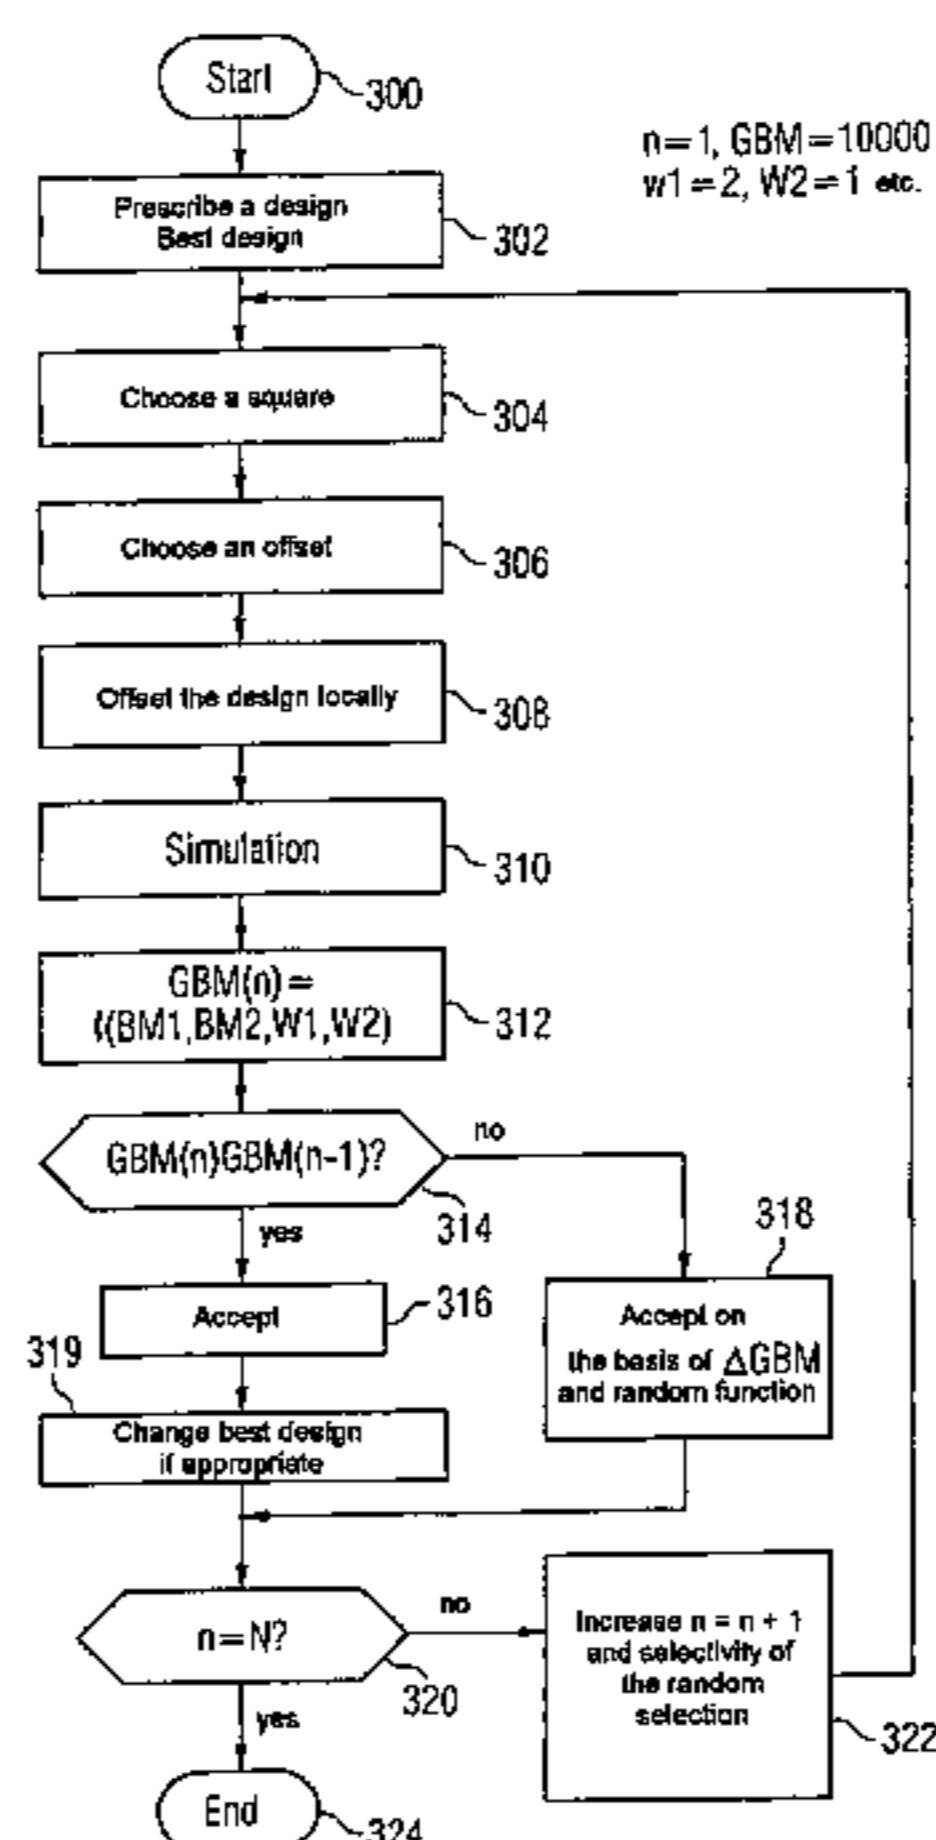 Start
300
n=1, GBM=10000
w1=2, W2=1 etc.
Prescribe a design
Best design
302
Choose a square
304
Choose an offset
306
Offset the design locally
308
Simulation
310
GBM(n)=
((BM1,BM2,W1,W2)
312
GBM(n)GBM(n-1)?
no
314
yes
318
Accept
316
Accept on
the basis of ΔGBM
and random function
319
Change best design
if appropriate
n=N?
no
320
yes
Increase n = n + 1
and selectivity of
the random
selection
322
End
324